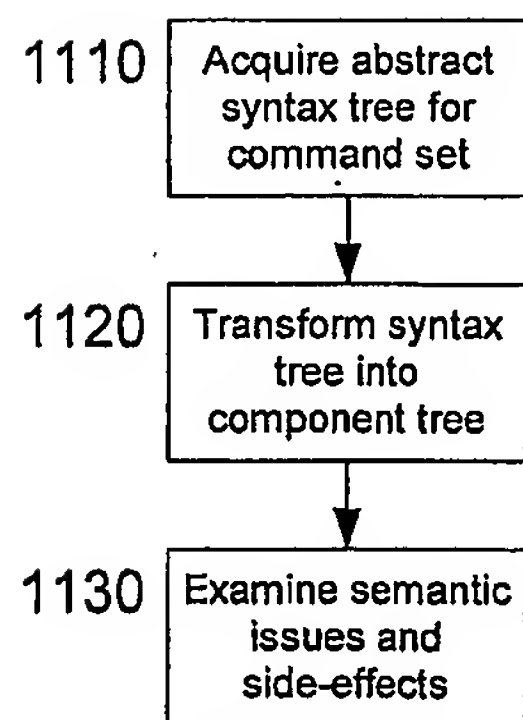 1110
Acquire abstract
syntax tree for
command set
1120
Transform syntax
tree into
component tree
1130
Examine semantic
issues and
side-effects